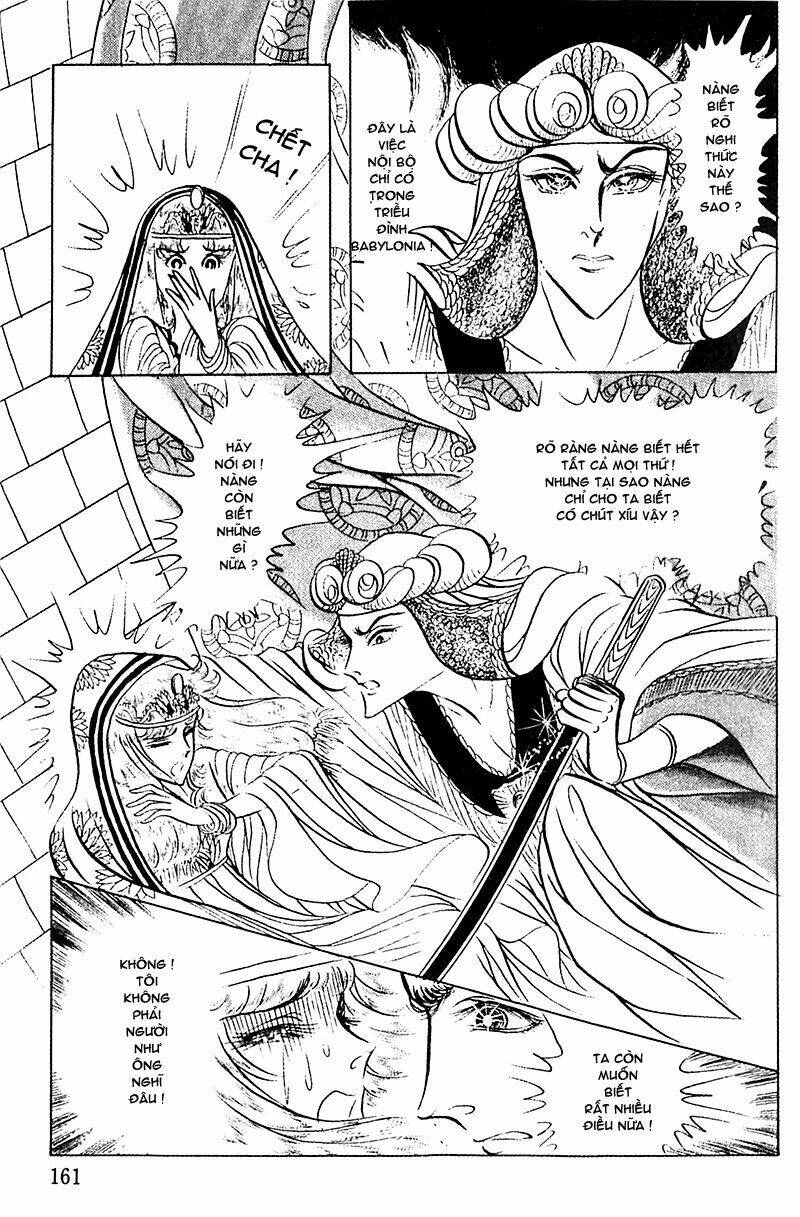 NÀNG
BIẾT
RÕ
NGHI
THỨC
NÀY
THẾ
SAO ?
ĐÂY LÀ
VIỆC
NỘI BỘ
CHỈ CÓ
TRONG
TRIỀU
ĐÌNH
BABYLONIA !
CHẾT
CHA !
RÕ RÀNG NÀNG BIẾT HẾT
TẤT CẢ MỌI THỨ !
NHƯNG TẠI SAO NÀNG
CHỈ CHO TA BIẾT
CÓ CHÚT XÍU VẬY ?
HÃY
NÓI ĐI !
NÀNG
CÒN
BIẾT
NHỮNG
GÌ
NỮA ?
TA CÒN
MUỐN
BIẾT
RẤT NHIỀU
ĐIỀU NỮA !
KHÔNG !
TÔI
KHÔNG
PHẢI
NGƯỜI
NHƯ
ÔNG
NGHĨ
ĐÂU !
161